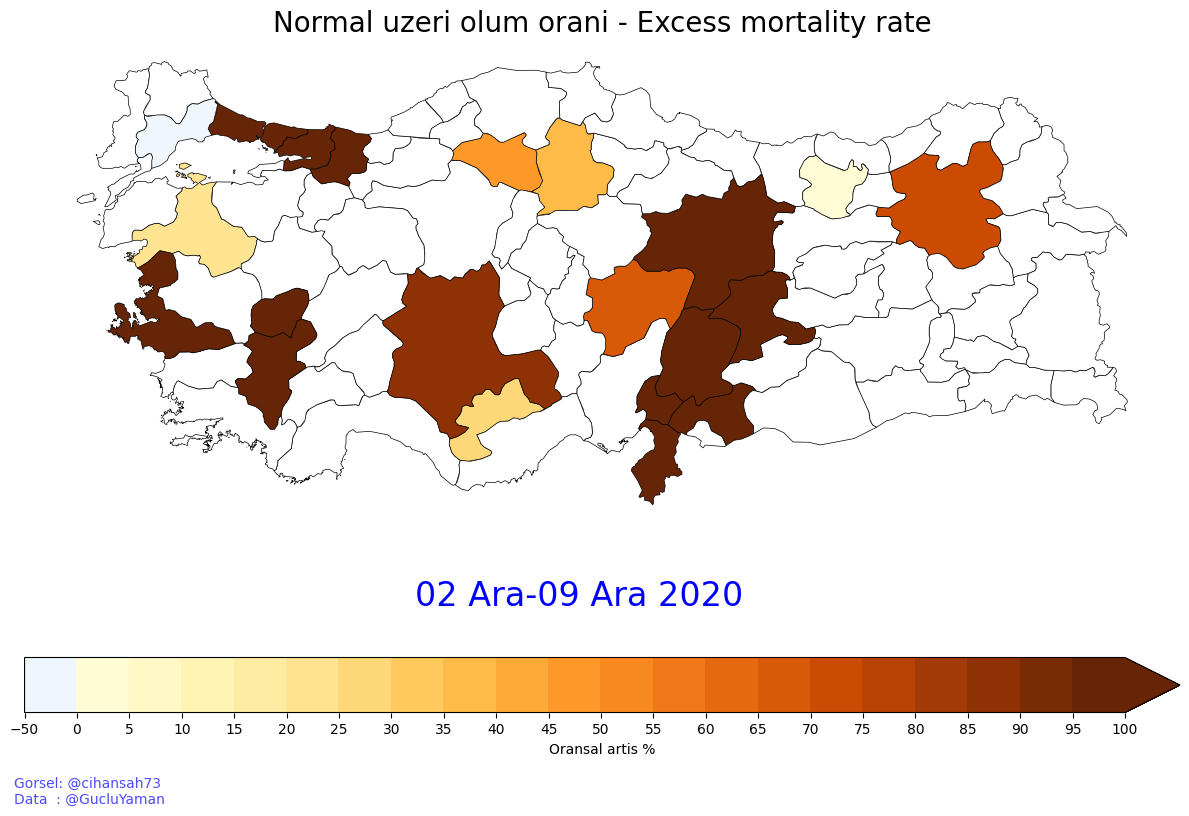 Normal uzeri olum orani - Excess mortality rate
02 Ara-09 Ara 2020
−50 0 5 10 15 20 25 30 35 40 45 50 55 60 65 70 75 80 85 90 95 100
Oransal artis %
Gorsel: @cihansah73
Data  : @GucluYaman